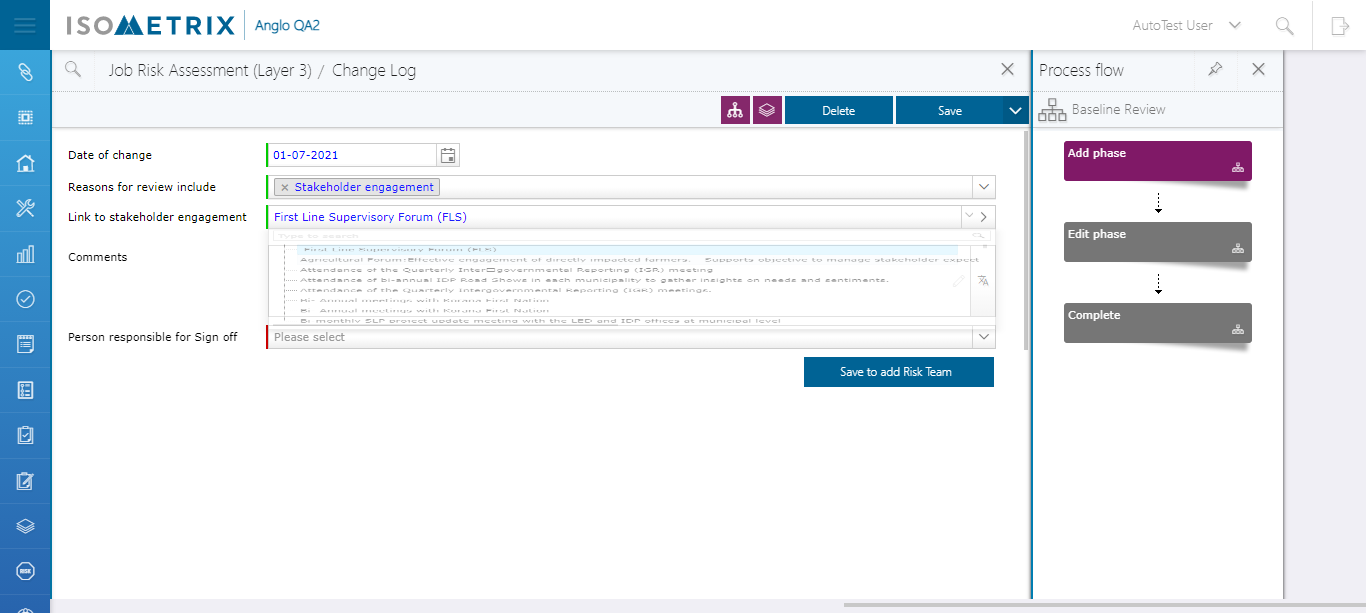 ISOMETRIX Anglo QA2
AutoTest User
Job Risk Assessment (Layer 3) / Change Log
Process flow
Delete
Save
Baseline Review
Date of change
01-07-2021
Add phase
Reasons for review include
× Stakeholder engagement
Link to stakeholder engagement
First Line Supervisory Forum (FLS)
Type to search
Edit phase
Comments
First Line Supervisory Forum (FLS)
Agricultural Forum:Effective engagement of directly impacted farmers. Supports objective to manage stakeholder expect
Attendance of the Quarterly Inter□governmental Reporting (IGR) meeting
Attendance of bi-annual IDP Road Shows in each municipality to gather insights on needs and sentiments.
Attendance of the Quarterly Intergovernmental Reporting (IGR) meetings.
Bi- Annual meetings with Korana First Nation
Bi- Annual meetings with Korana First Nation
Bi-monthly SLP project update meeting with the LED and IDP offices at municipal level
Complete
Person responsible for Sign off
Please select
Save to add Risk Team
RISK